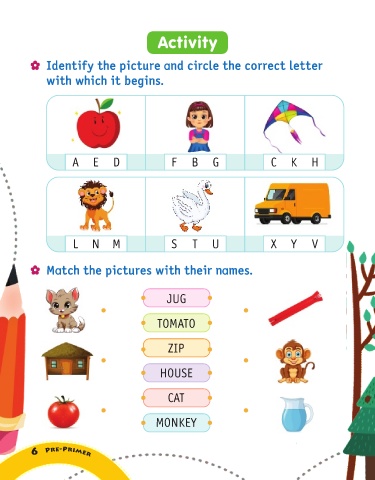 Activity
Identify the picture and circle the correct letter
with which it begins.
A E D
F B G
C K H
L N M
S T U
X Y V
Match the pictures with their names.
JUG
TOMATO
ZIP
HOUSE
CAT
MONKEY
6 PRE-PRIMER